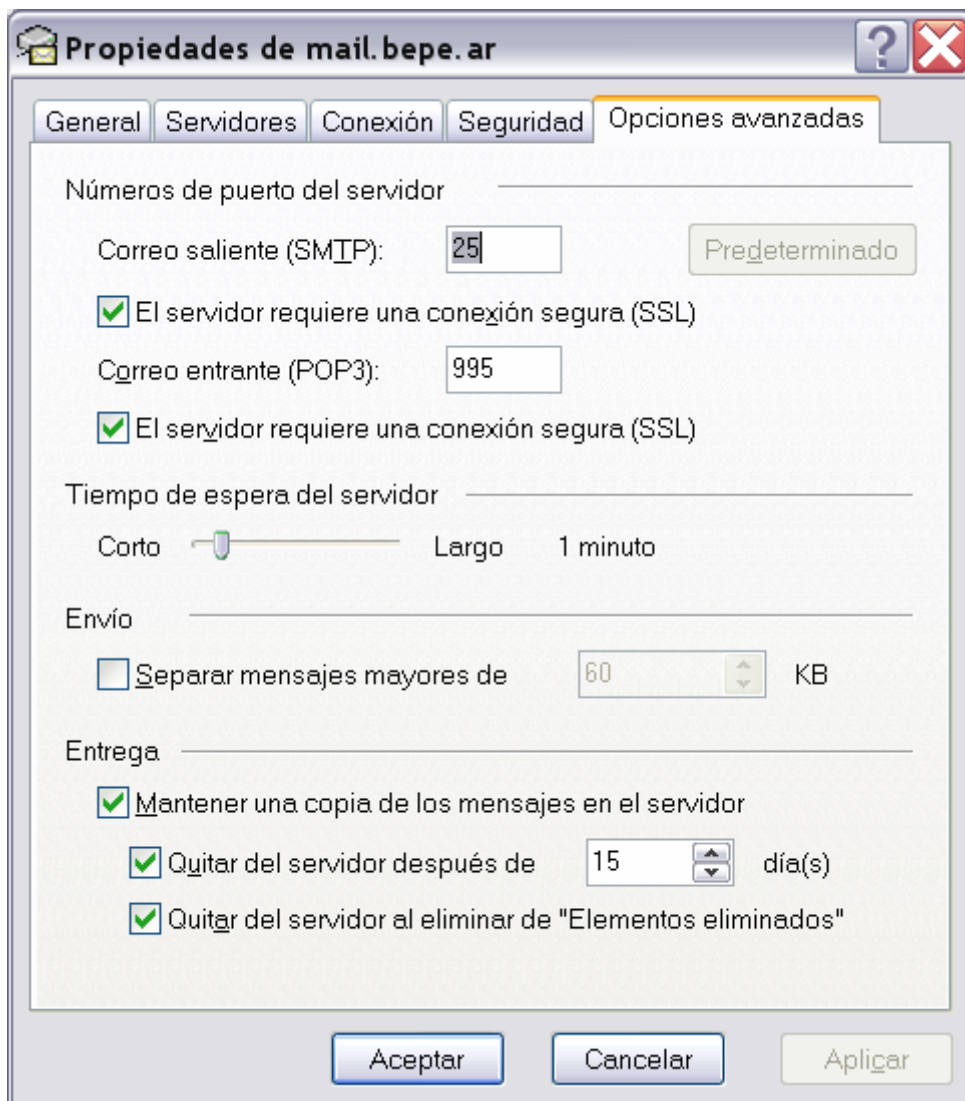 Propiedades de mail.bepe.ar
General Servidores Conexión Seguridad Opciones avanzadas
Números de puerto del servidor
Correo saliente (SMTP): 25 Predeterminado
El servidor requiere una conexión segura (SSL)
Correo entrante (POP3): 995
El servidor requiere una conexión segura (SSL)
Tiempo de espera del servidor
Corto Largo 1 minuto
Envío
Separar mensajes mayores de 60 KB
Entrega
Mantener una copia de los mensajes en el servidor
Quitar del servidor después de 15 día(s)
Quitar del servidor al eliminar de "Elementos eliminados"
Aceptar Cancelar Aplicar